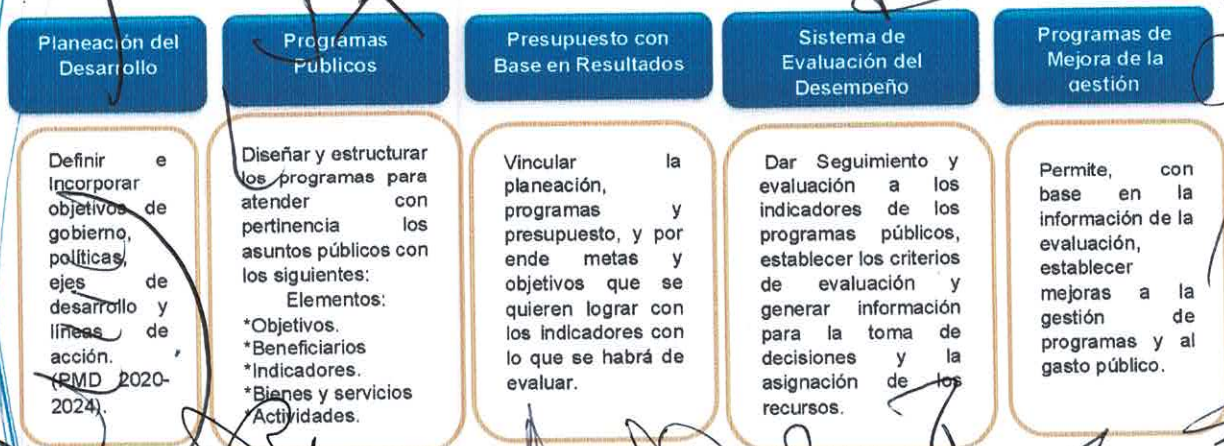 Planeación del
Desarrollo
Definir e
Incorporar
objetivos de
gobierno,
políticas,
ejes de
desarrollo y
líneas de
acción.
(PMD 2020-
2024).
Programas
Públicos
Diseñar y estructurar
los programas para
atender con
pertinencia los
asuntos públicos con
los siguientes:
Elementos:
*Objetivos.
*Beneficiarios
*Indicadores.
*Bienes y servicios
*Actividades.
Presupuesto con
Base en Resultados
Vincular la
planeación,
programas y
presupuesto, y por
ende metas y
objetivos que se
quieren lograr con
los indicadores con
lo que se habrá de
evaluar.
Sistema de
Evaluación del
Desempeño
Dar Seguimiento y
evaluación a los
indicadores de los
programas públicos,
establecer los criterios
de evaluación y
generar información
para la toma de
decisiones y la
asignación de los
recursos.
Programas de
Mejora de la
gestión
Permite, con
base en la
información de la
evaluación,
establecer
mejoras a la
gestión de
programas y al
gasto público.